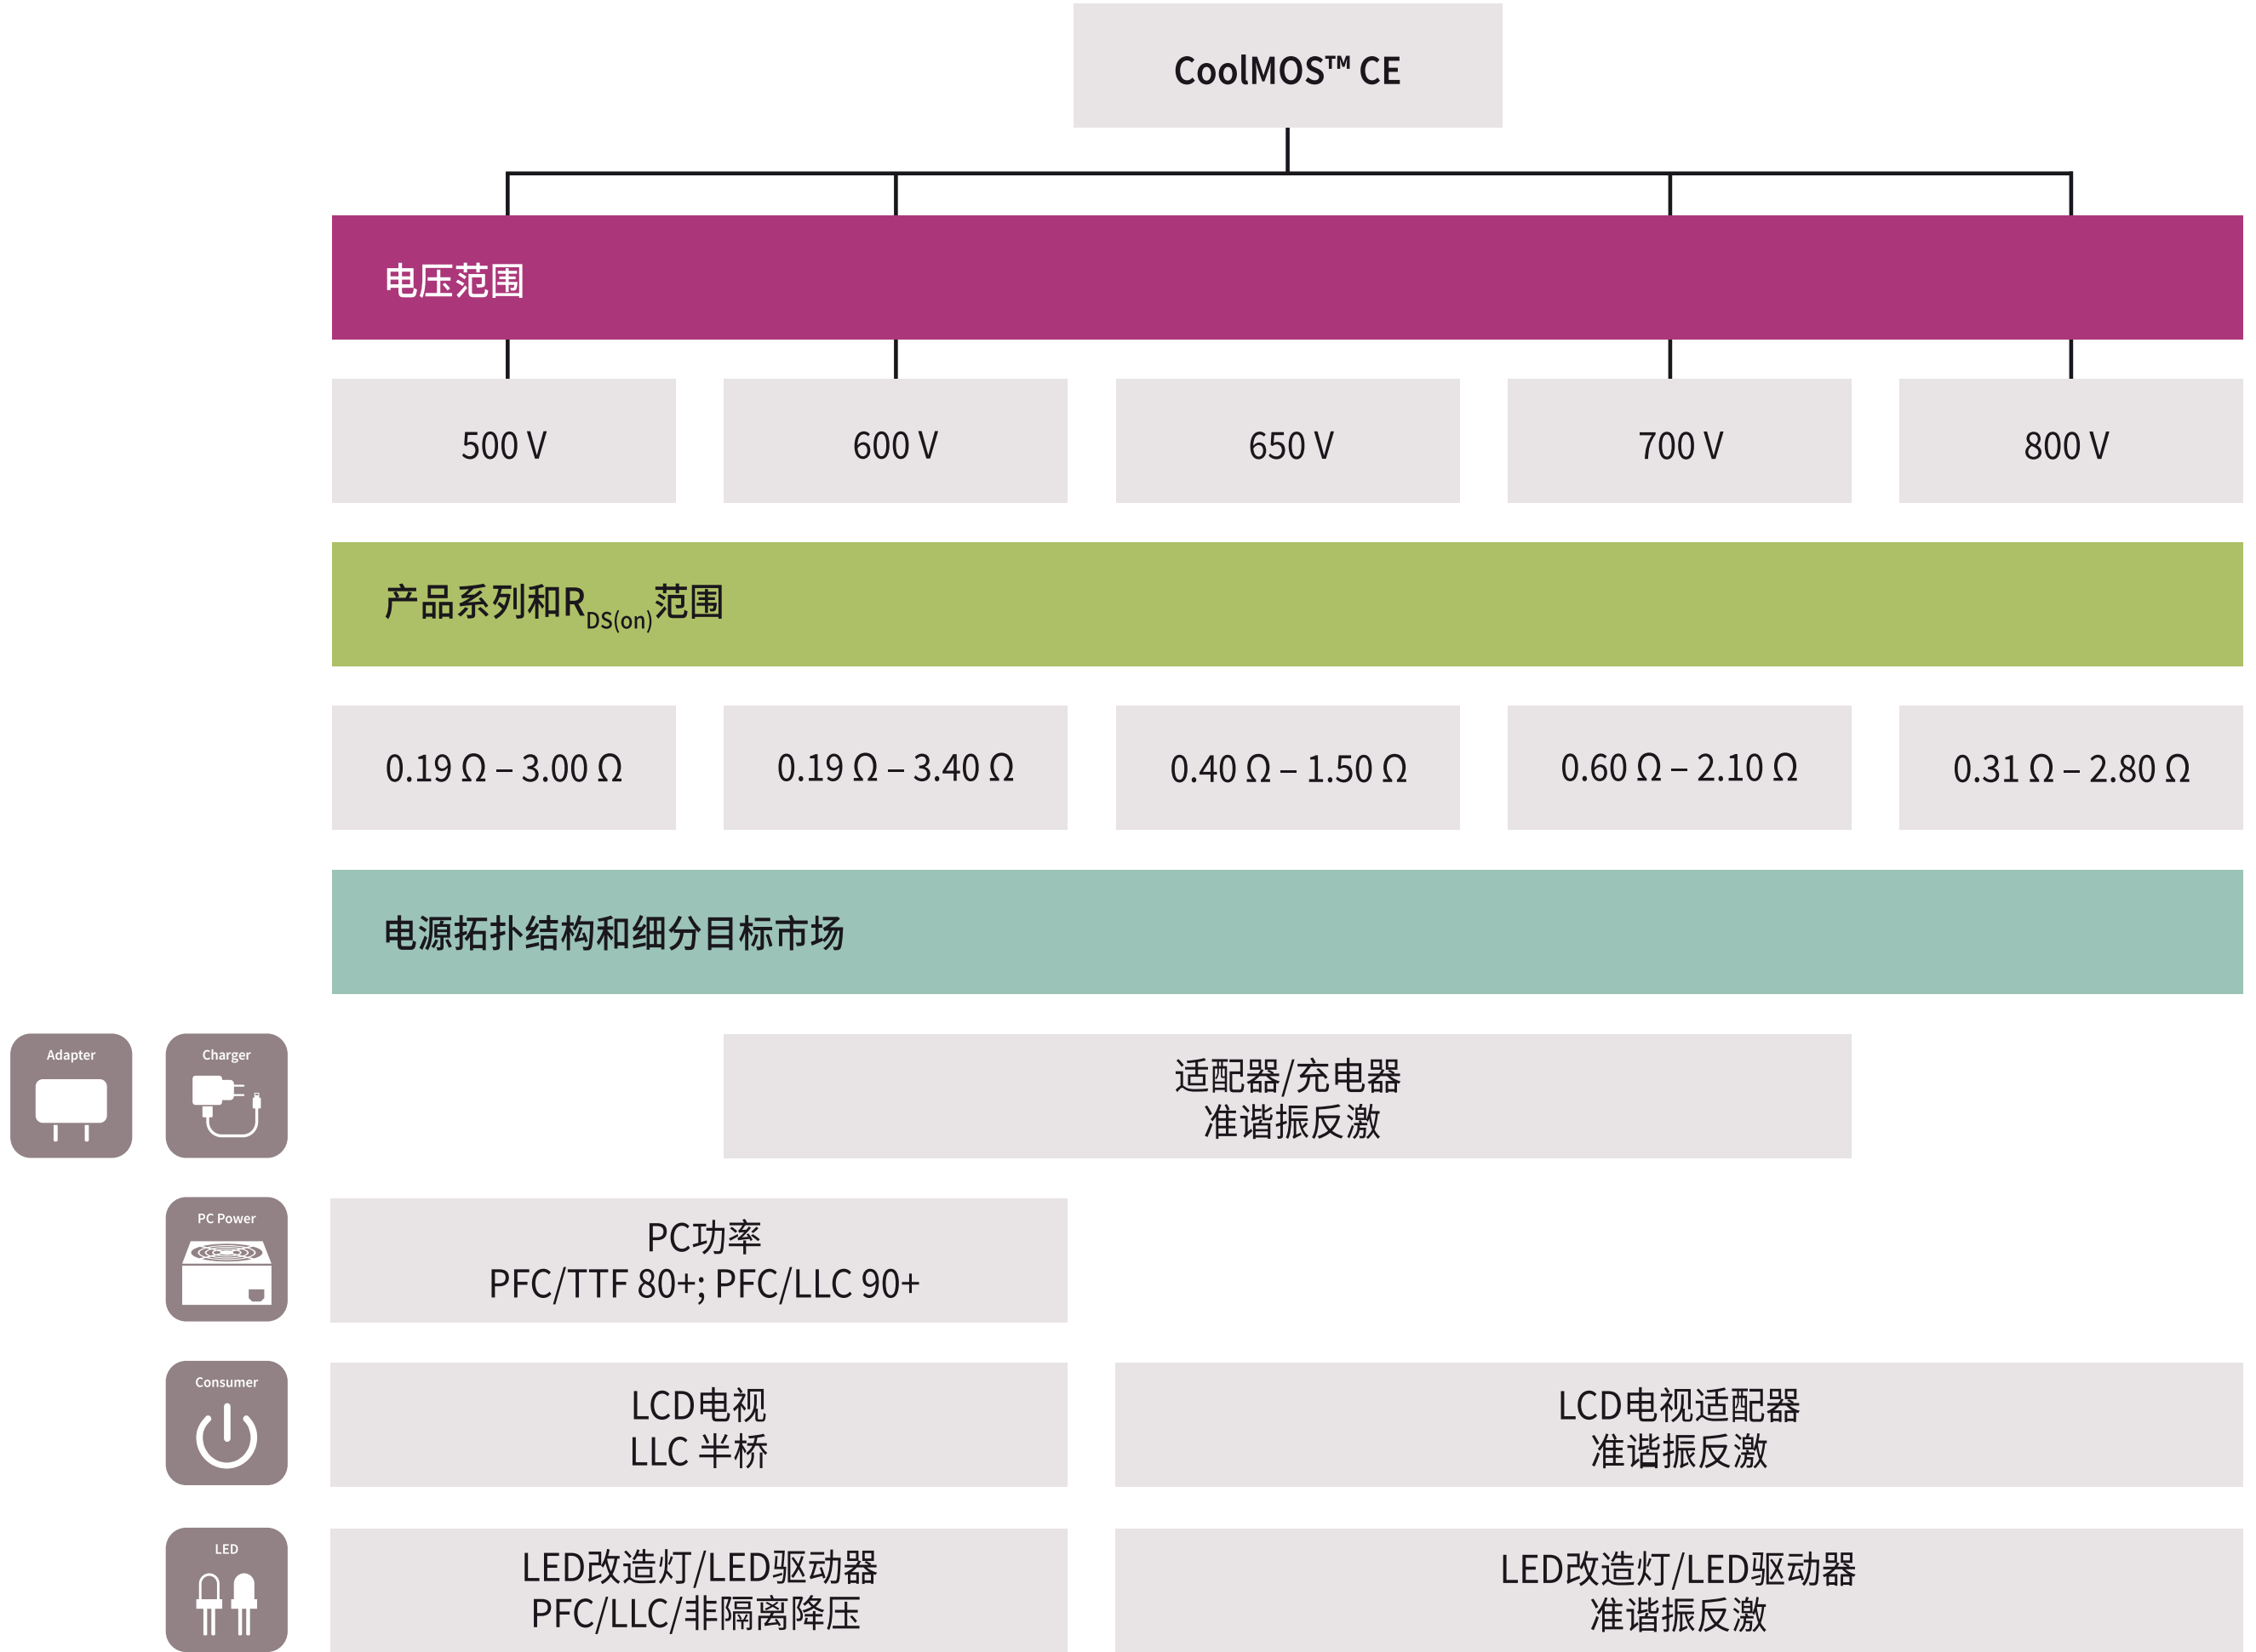 CoolMOS™ CE
电压范围
500 V
600 V
650 V
700 V
800 V
产品系列和RDS(on)范围
0.19 Ω – 3.00 Ω
0.19 Ω – 3.40 Ω
0.40 Ω – 1.50 Ω
0.60 Ω – 2.10 Ω
0.31 Ω – 2.80 Ω
电源拓扑结构和细分目标市场
Adapter
Charger
适配器/充电器
准谐振反激
PC Power
PC功率
PFC/TTF 80+; PFC/LLC 90+
Consumer
LCD电视
LLC 半桥
LCD电视适配器
准谐振反激
LED
LED改造灯/LED驱动器
PFC/LLC/非隔离降压
LED改造灯/LED驱动器
准谐振反激